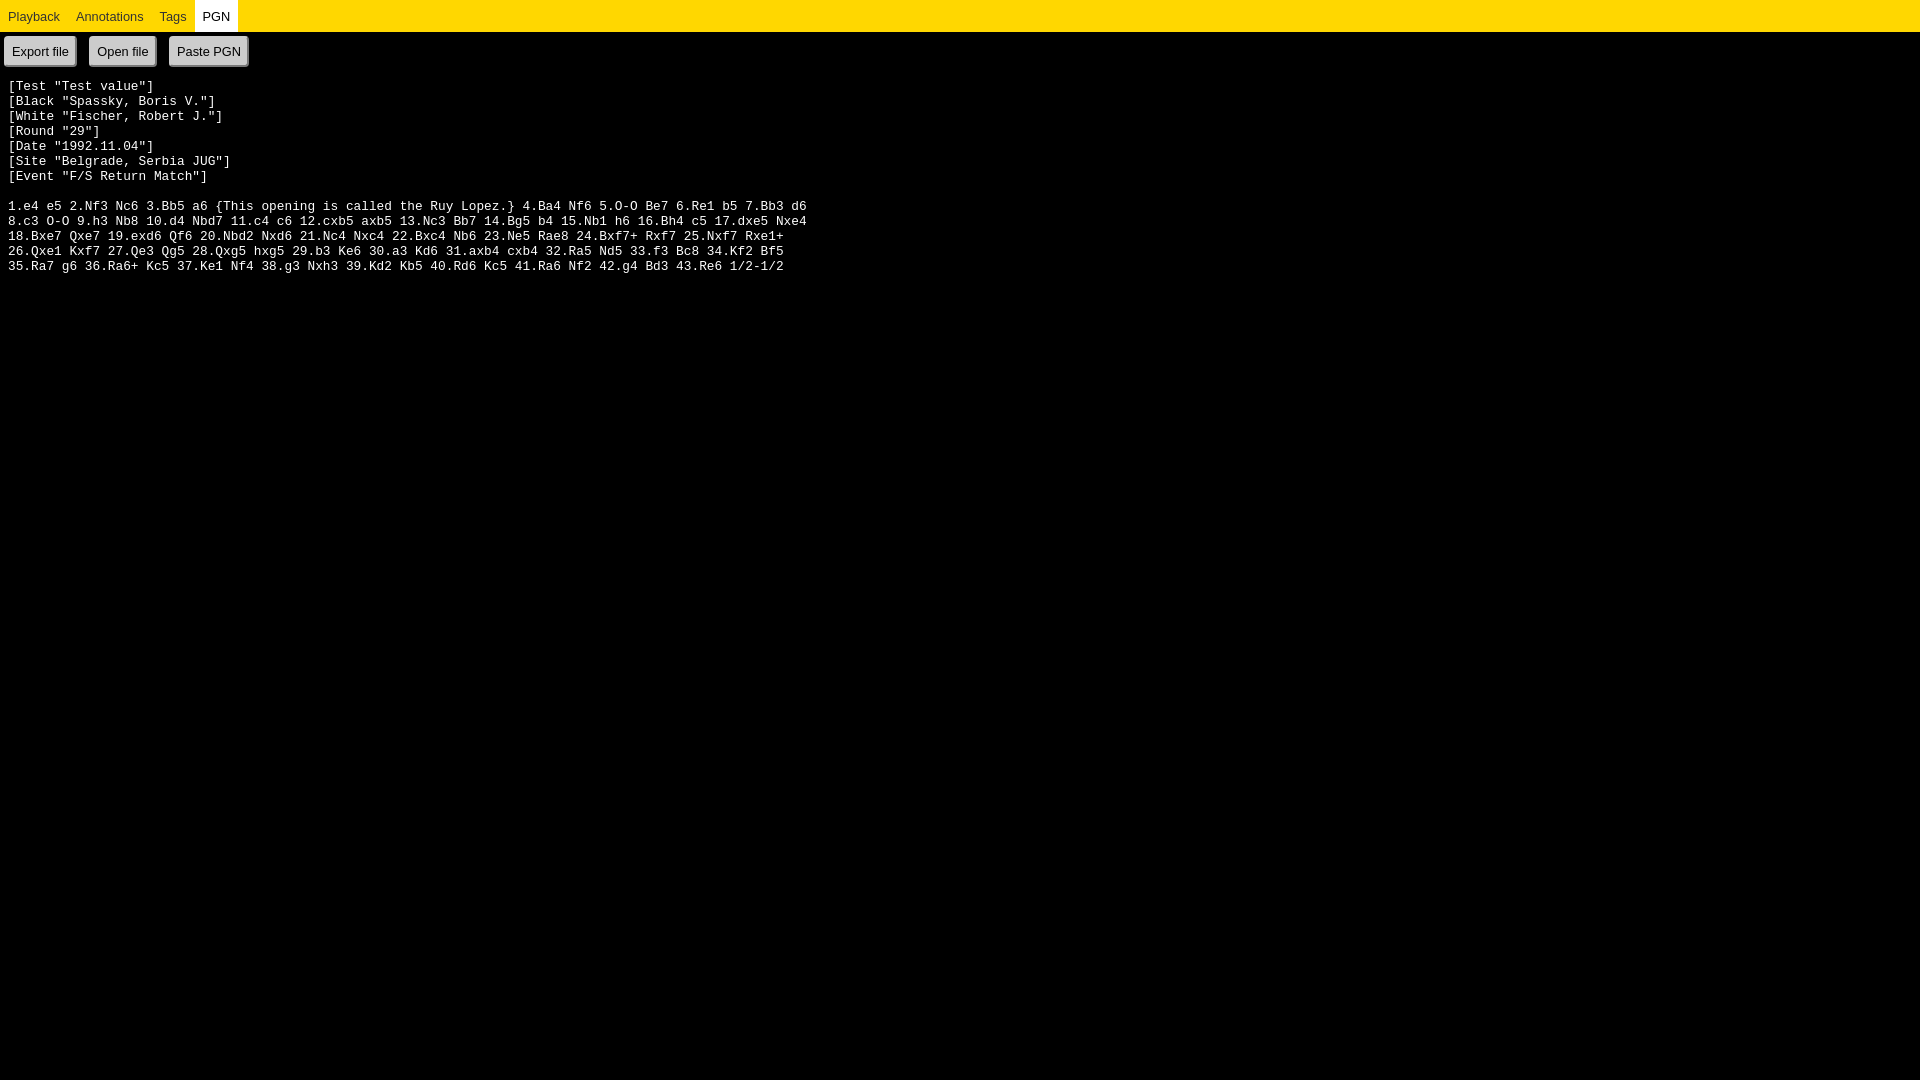 Playback Annotations Tags PGN
Export file Open file Paste PGN
[Test "Test value"]
[Black "Spassky, Boris V."]
[White "Fischer, Robert J."]
[Round "29"]
[Date "1992.11.04"]
[Site "Belgrade, Serbia JUG"]
[Event "F/S Return Match"]
1.e4 e5 2.Nf3 Nc6 3.Bb5 a6 {This opening is called the Ruy Lopez.} 4.Ba4 Nf6 5.O-O Be7 6.Re1 b5 7.Bb3 d6
8.c3 O-O 9.h3 Nb8 10.d4 Nbd7 11.c4 c6 12.cxb5 axb5 13.Nc3 Bb7 14.Bg5 b4 15.Nb1 h6 16.Bh4 c5 17.dxe5 Nxe4
18.Bxe7 Qxe7 19.exd6 Qf6 20.Nbd2 Nxd6 21.Nc4 Nxc4 22.Bxc4 Nb6 23.Ne5 Rae8 24.Bxf7+ Rxf7 25.Nxf7 Rxe1+
26.Qxe1 Kxf7 27.Qe3 Qg5 28.Qxg5 hxg5 29.b3 Ke6 30.a3 Kd6 31.axb4 cxb4 32.Ra5 Nd5 33.f3 Bc8 34.Kf2 Bf5
35.Ra7 g6 36.Ra6+ Kc5 37.Ke1 Nf4 38.g3 Nxh3 39.Kd2 Kb5 40.Rd6 Kc5 41.Ra6 Nf2 42.g4 Bd3 43.Re6 1/2-1/2